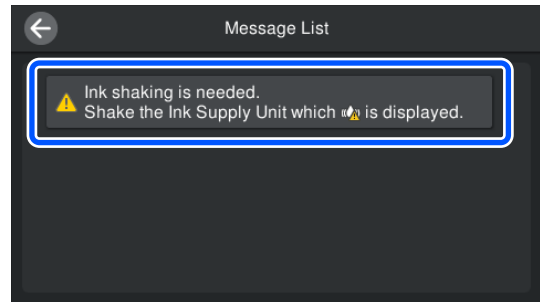 Message List
Ink shaking is needed.
Shake the Ink Supply Unit which is displayed.